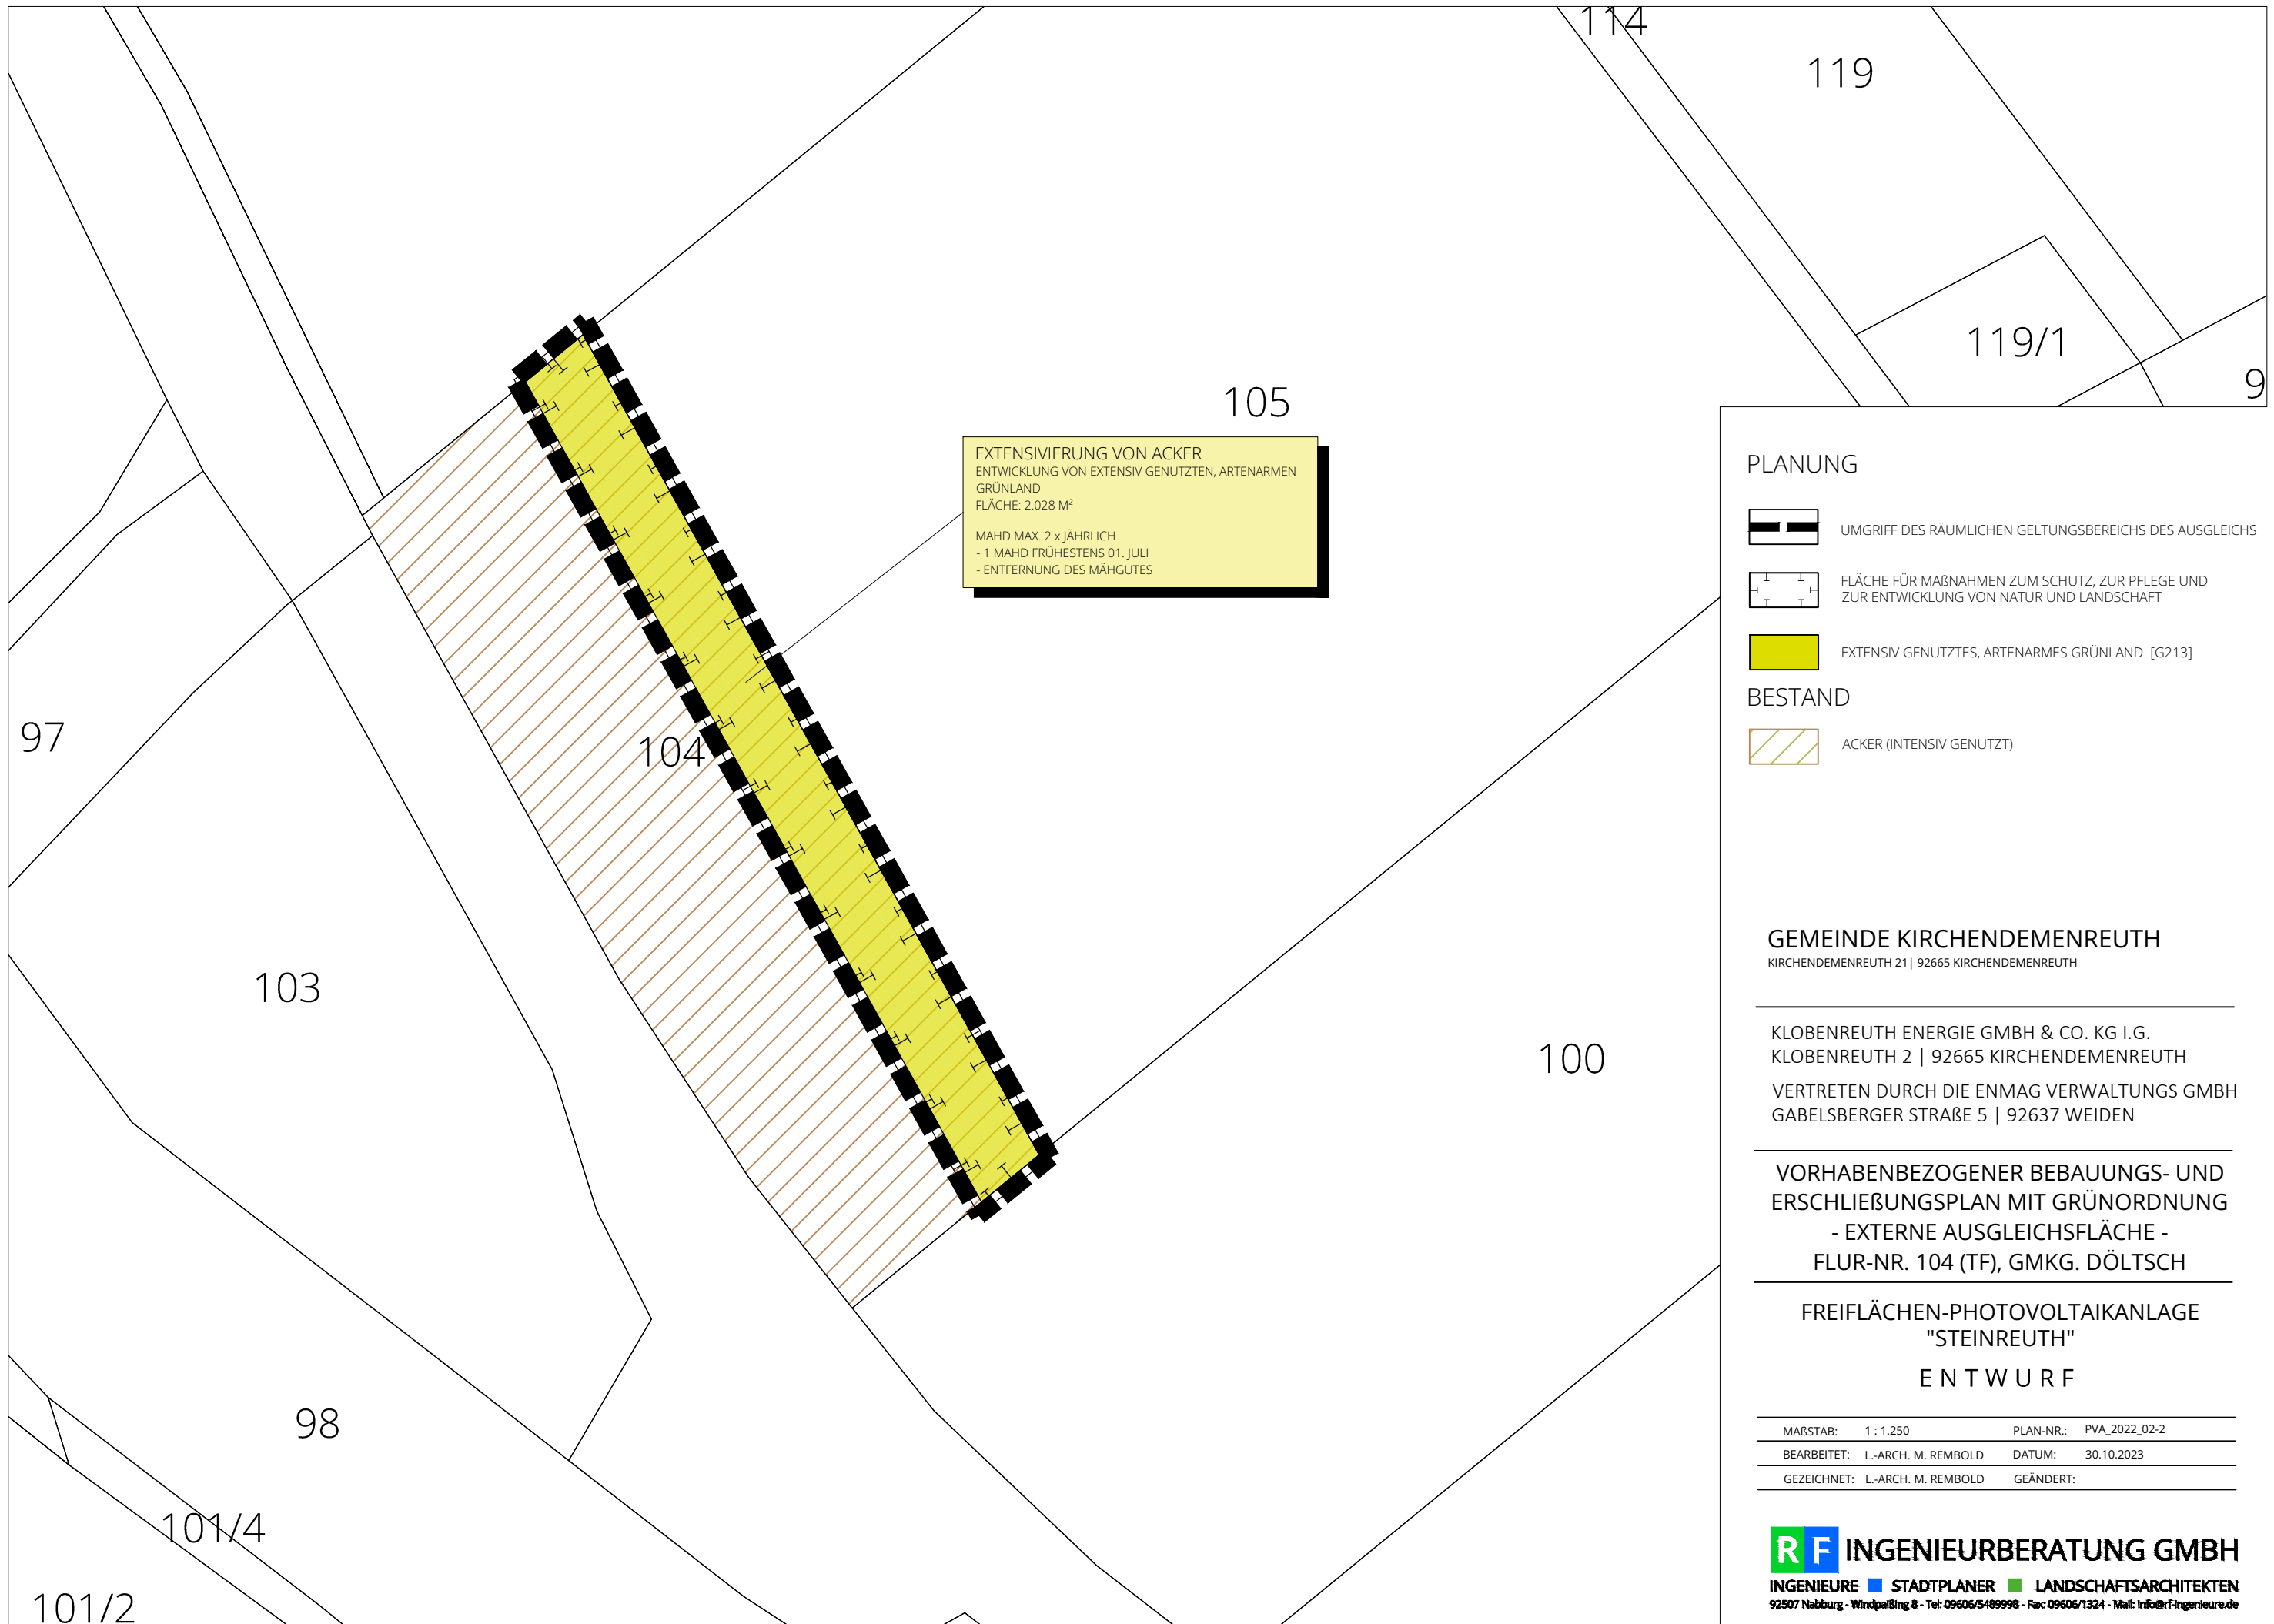 114
119
119/1
9
105
EXTENSIVIERUNG VON ACKER
ENTWICKLUNG VON EXTENSIV GENUTZTEN, ARTENARMEN
GRÜNLAND
FLÄCHE: 2.028 M²
MAHD MAX. 2 x JÄHRLICH
- 1 MAHD FRÜHESTENS 01. JULI
- ENTFERNUNG DES MÄHGUTES
97
104
103
100
98
101/4
101/2
PLANUNG
UMGRIFF DES RÄUMLICHEN GELTUNGSBEREICHS DES AUSGLEICHS
FLÄCHE FÜR MAßNAHMEN ZUM SCHUTZ, ZUR PFLEGE UND
ZUR ENTWICKLUNG VON NATUR UND LANDSCHAFT
EXTENSIV GENUTZTES, ARTENARMES GRÜNLAND [G213]
BESTAND
ACKER (INTENSIV GENUTZT)
GEMEINDE KIRCHENDEMENREUTH
KIRCHENDEMENREUTH 21| 92665 KIRCHENDEMENREUTH
KLOBENREUTH ENERGIE GMBH & CO. KG I.G.
KLOBENREUTH 2 | 92665 KIRCHENDEMENREUTH
VERTRETEN DURCH DIE ENMAG VERWALTUNGS GMBH
GABELSBERGER STRAßE 5 | 92637 WEIDEN
VORHABENBEZOGENER BEBAUUNGS- UND
ERSCHLIEßUNGSPLAN MIT GRÜNORDNUNG
- EXTERNE AUSGLEICHSFLÄCHE -
FLUR-NR. 104 (TF), GMKG. DÖLTSCH
FREIFLÄCHEN-PHOTOVOLTAIKANLAGE
"STEINREUTH"
E N T W U R F
MAßSTAB: 1 : 1.250 PLAN-NR.: PVA_2022_02-2
BEARBEITET: L.-ARCH. M. REMBOLD DATUM: 30.10.2023
GEZEICHNET: L.-ARCH. M. REMBOLD GEÄNDERT:
R F INGENIEURBERATUNG GMBH
INGENIEURE STADTPLANER LANDSCHAFTSARCHITEKTEN
92507 Nabburg - Windpaißing 8 - Tel: 09606/5489998 - Fax: 09606/1324 - Mail: info@rf-ingenieure.de